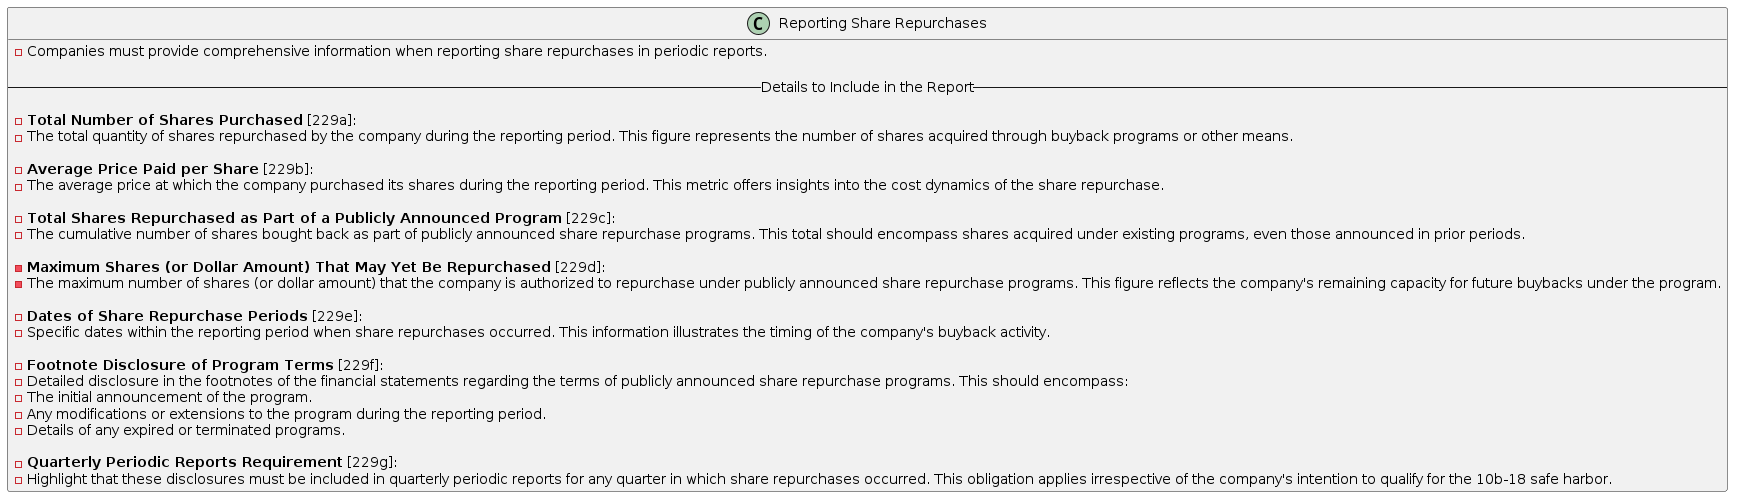 C Reporting Share Repurchases
Companies must provide comprehensive information when reporting share repurchases in periodic reports.
Details to Include in the Report
Total Number of Shares Purchased [229a]:
The total quantity of shares repurchased by the company during the reporting period. This figure represents the number of shares acquired through buyback programs or other means.
Average Price Paid per Share [229b]:
The average price at which the company purchased its shares during the reporting period. This metric offers insights into the cost dynamics of the share repurchase.
Total Shares Repurchased as Part of a Publicly Announced Program [229c]:
The cumulative number of shares bought back as part of publicly announced share repurchase programs. This total should encompass shares acquired under existing programs, even those announced in prior periods.
Maximum Shares (or Dollar Amount) That May Yet Be Repurchased [229d]:
The maximum number of shares (or dollar amount) that the company is authorized to repurchase under publicly announced share repurchase programs. This figure reflects the company's remaining capacity for future buybacks under the program.
Dates of Share Repurchase Periods [229e]:
Specific dates within the reporting period when share repurchases occurred. This information illustrates the timing of the company's buyback activity.
Footnote Disclosure of Program Terms [229f]:
Detailed disclosure in the footnotes of the financial statements regarding the terms of publicly announced share repurchase programs. This should encompass:
The initial announcement of the program.
Any modifications or extensions to the program during the reporting period.
Details of any expired or terminated programs.
Quarterly Periodic Reports Requirement [229g]:
Highlight that these disclosures must be included in quarterly periodic reports for any quarter in which share repurchases occurred. This obligation applies irrespective of the company's intention to qualify for the 10b-18 safe harbor.